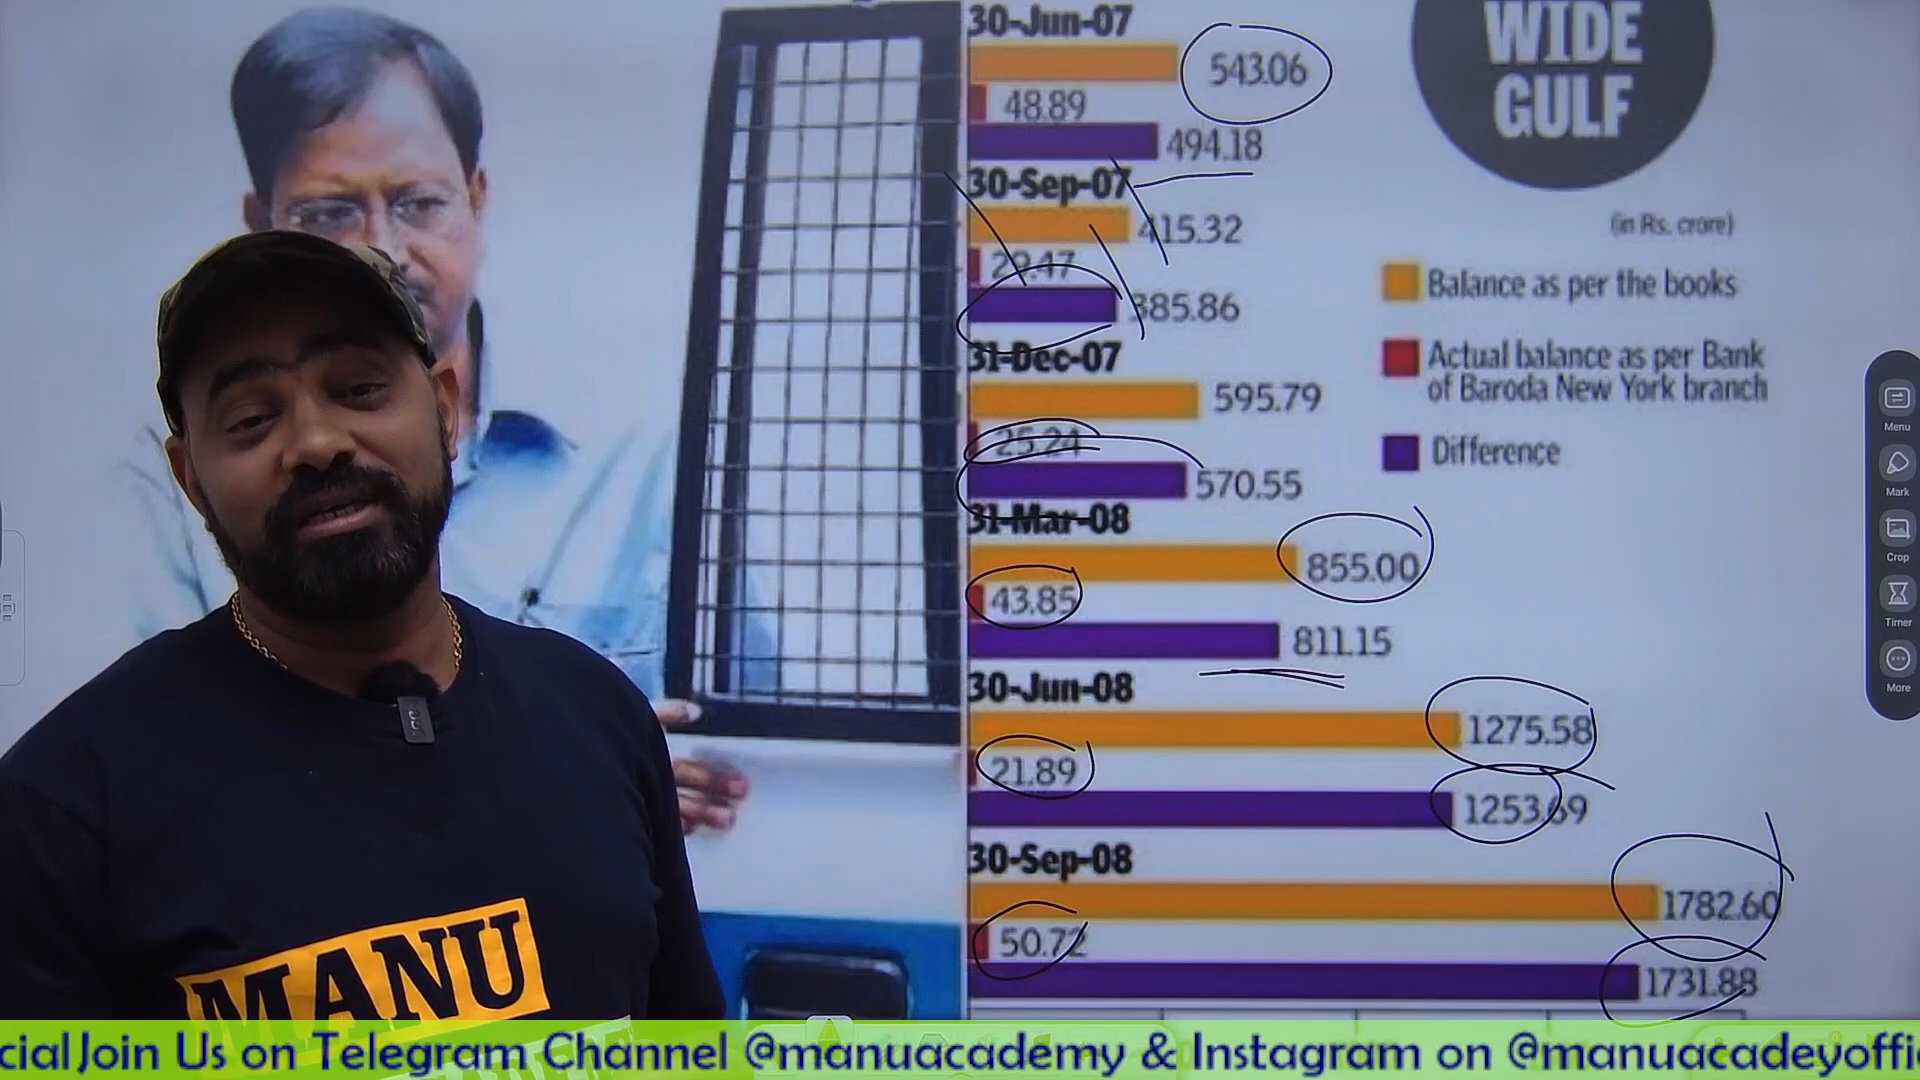 30-Jun-07
543.06
48.89
494.18
30-Sep-07
415.32
29.47
385.86
31-Dec-07
595.79
25.24
570.55
31-Mar-08
855.00
43.85
811.15
30-Jun-08
1275.58
21.89
1253.69
30-Sep-08
1782.60
50.72
1731.88
WIDE
GULF
(in Rs. crore)
Balance as per the books
Actual balance as per Bank
of Baroda New York branch
Difference
Menu
Mark
Crop
Timer
More
MANU
cial Join Us on Telegram Channel @manuacademy & Instagram on @manuacadeyoffi